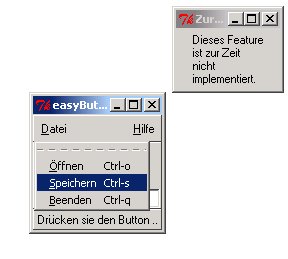 Zur...
Dieses Feature
ist zur Zeit
nicht
implementiert.
easyBut...
Datei Hilfe
Öffnen Ctrl-o
Speichern Ctrl-s
Beenden Ctrl-q
Drücken sie den Button ..